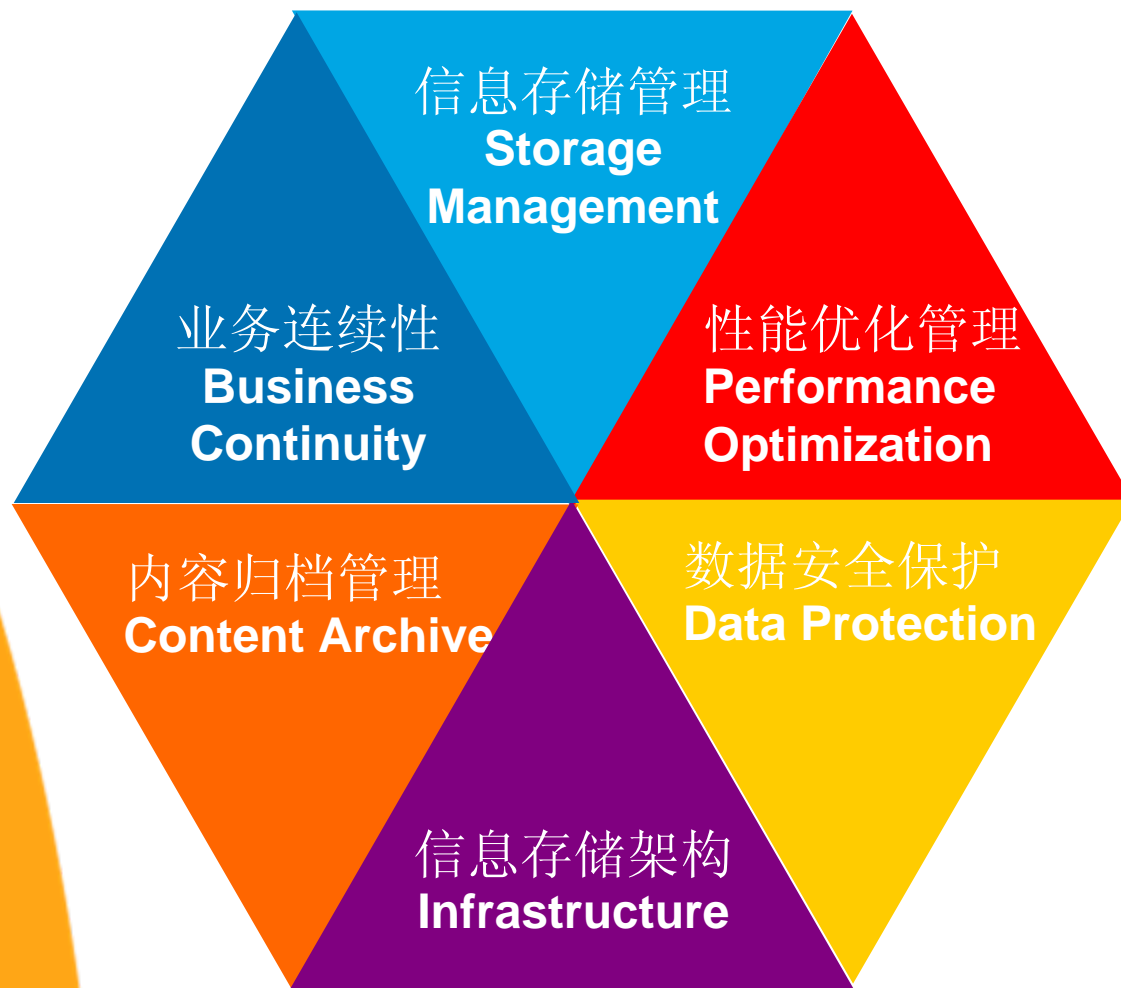 信息存储管理
Storage
Management
业务连续性
Business
Continuity
性能优化管理
Performance
Optimization
内容归档管理
Content Archive
数据安全保护
Data Protection
信息存储架构
Infrastructure